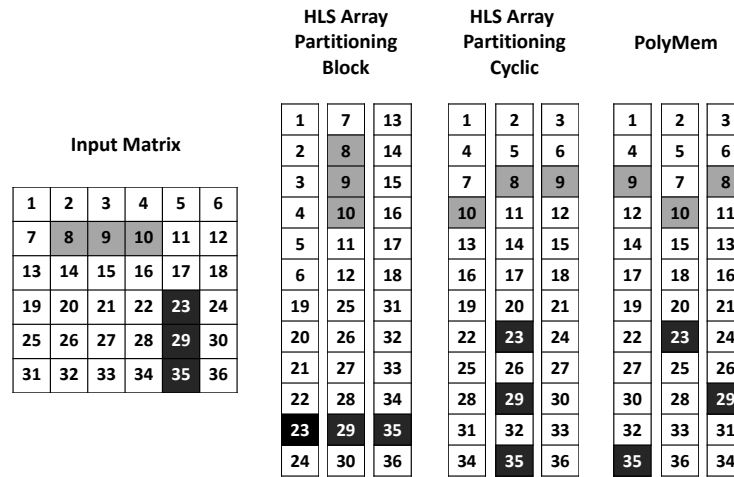 HLS Array
Partitioning
Block
HLS Array
Partitioning
Cyclic
PolyMem
Input Matrix
1 2 3 4 5 6
7 8 9 10 11 12
13 14 15 16 17 18
19 20 21 22 23 24
25 26 27 28 29 30
31 32 33 34 35 36
1 7 13
2 8 14
3 9 15
4 10 16
5 11 17
6 12 18
19 25 31
20 26 32
21 27 33
22 28 34
23 29 35
24 30 36
1 2 3
4 5 6
7 8 9
10 11 12
13 14 15
16 17 18
19 20 21
22 23 24
25 26 27
28 29 30
31 32 33
34 35 36
1 2 3
4 5 6
9 7 8
12 10 11
14 15 13
17 18 16
19 20 21
22 23 24
27 25 26
30 28 29
32 33 31
35 36 34